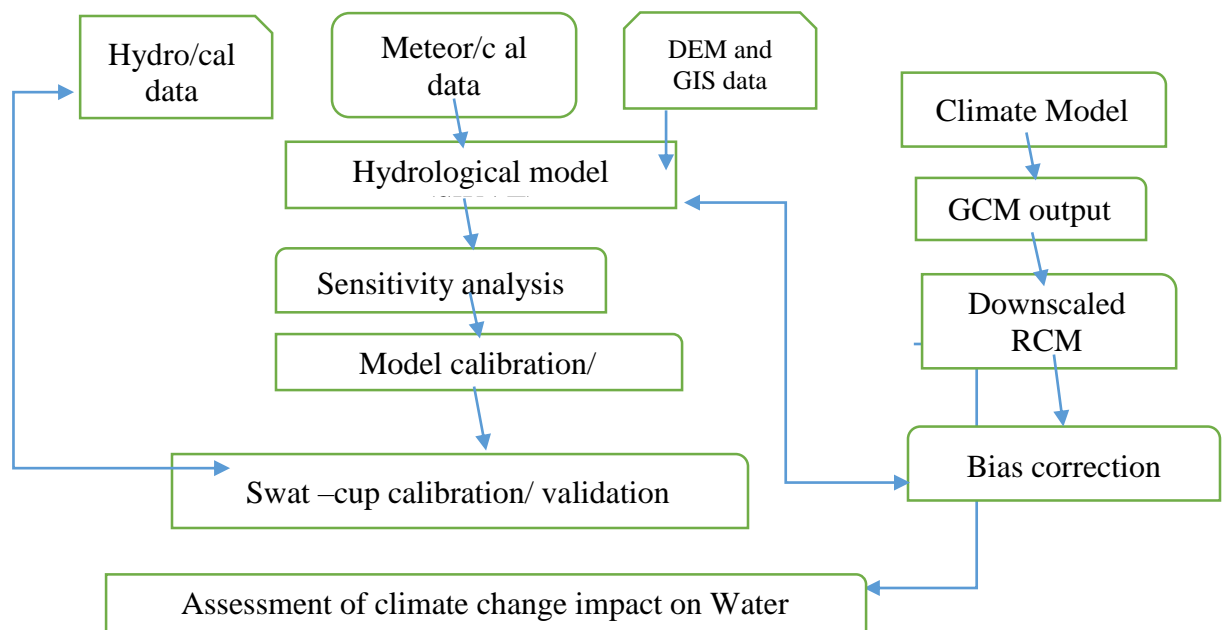 Hydro/cal
data
Meteor/c al
data
DEM and
GIS data
Climate Model
Hydrological model
GCM output
Sensitivity analysis
Downscaled
RCM
Model calibration/
Bias correction
Swat –cup calibration/ validation
Assessment of climate change impact on Water